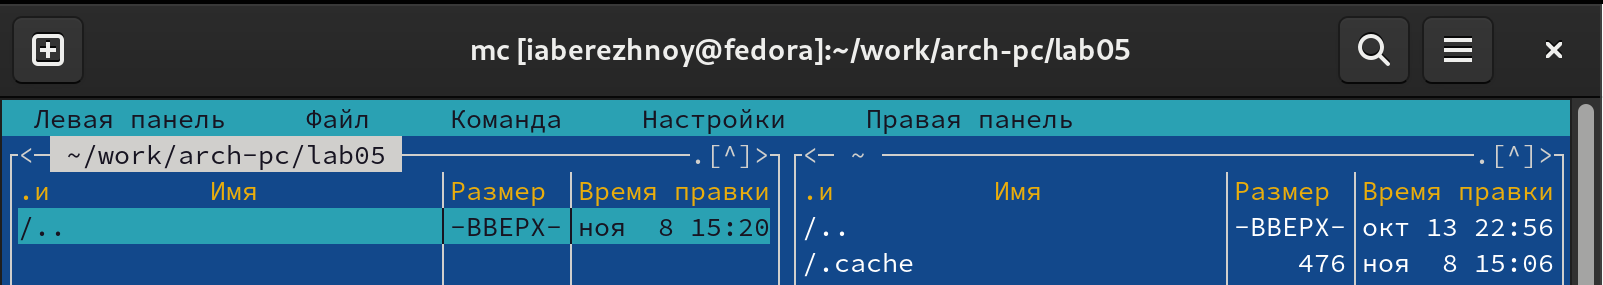 mc [iaberezhnoy@fedora]:~/work/arch-pc/lab05
Левая панель Файл Команда Настройки Правая панель
<— ~/work/arch-pc/lab05 .[^]> <— ~ .[^]>
.и Имя Размер Время правки .и Имя Размер Время правки
/.. -ВВЕРХ- ноя 8 15:20 /.. -ВВЕРХ- окт 13 22:56
/.cache 476 ноя 8 15:06